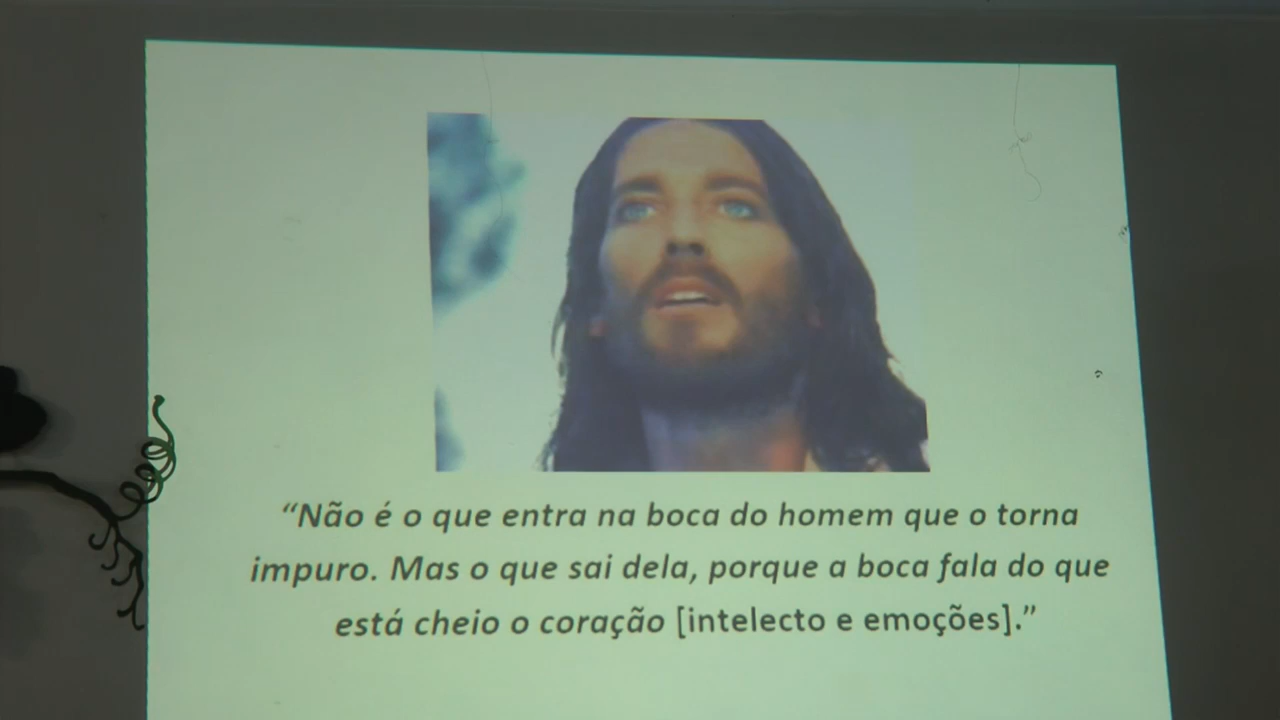 “Não é o que entra na boca do homem que o torna
impuro. Mas o que sai dela, porque a boca fala do que
está cheio o coração [intelecto e emoções].”